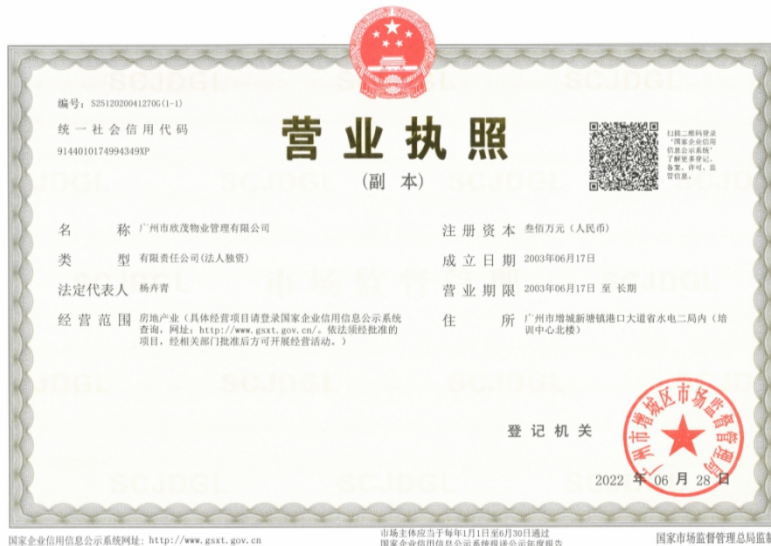 编号: S2512020041270G(1-1)
统一社会信用代码
9144010174994349XP
营业执照
(副 本)
扫描二维码登录
“国家企业信用
信息公示系统”
了解更多登记、
备案、许可、监
管信息。
名 称 广州市欣茂物业管理有限公司
类 型 有限责任公司(法人独资)
法定代表人 杨卉青
经营范围 房地产业（具体经营项目请登录国家企业信用信息公示系统
查询, 网址: http://www.gsxt.gov.cn/。依法须经批准的
项目, 经相关部门批准后方可开展经营活动。）
注册资本 叁佰万元（人民币）
成立日期 2003年06月17日
营业期限 2003年06月17日 至 长期
住 所 广州市增城新塘镇港口大道省水电二局内（培
训中心北楼）
SCJDGL
登记机关
广州市增城区市场监督管理局
2022 年 06 月 28 日
国家企业信用信息公示系统网址: http://www.gsxt.gov.cn
市场主体应当于每年1月1日至6月30日通过
国家企业信用信息公示系统报送公示年度报告
国家市场监督管理总局监制